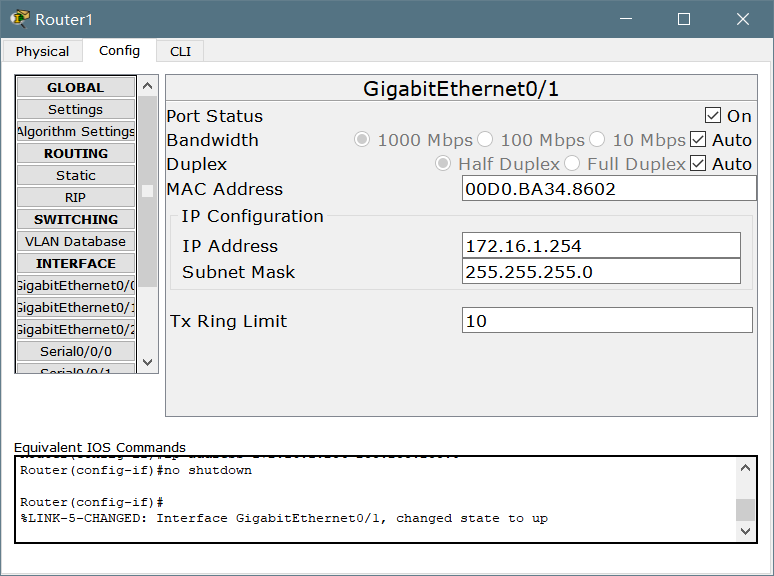 Router1
Physical
Config
CLI
GLOBAL
Settings
Algorithm Settings
ROUTING
Static
RIP
SWITCHING
VLAN Database
INTERFACE
GigabitEthernet0/0
GigabitEthernet0/1
GigabitEthernet0/2
Serial0/0/0
Serial0/0/1
GigabitEthernet0/1
Port Status On
Bandwidth 1000 Mbps 100 Mbps 10 Mbps Auto
Duplex Half Duplex Full Duplex Auto
MAC Address 00D0.BA34.8602
IP Configuration
IP Address 172.16.1.254
Subnet Mask 255.255.255.0
Tx Ring Limit 10
Equivalent IOS Commands
Router(config-if)#no shutdown
Router(config-if)#
%LINK-5-CHANGED: Interface GigabitEthernet0/1, changed state to up